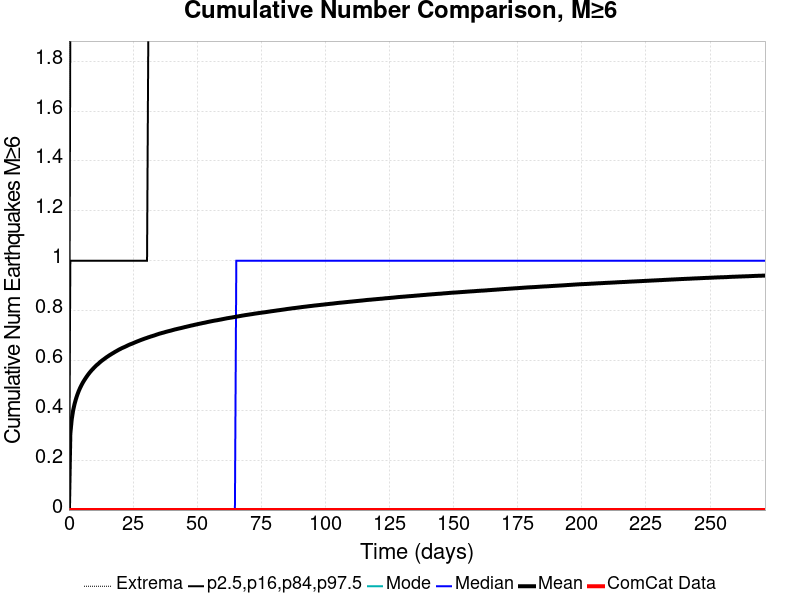 Cumulative Number Comparison, M≥6
Cumulative Num Earthquakes M≥6
1.8
1.6
1.4
1.2
1
0.8
0.6
0.4
0.2
0
0 25 50 75 100 125 150 175 200 225 250
Time (days)
Extrema p2.5,p16,p84,p97.5 Mode Median Mean ComCat Data